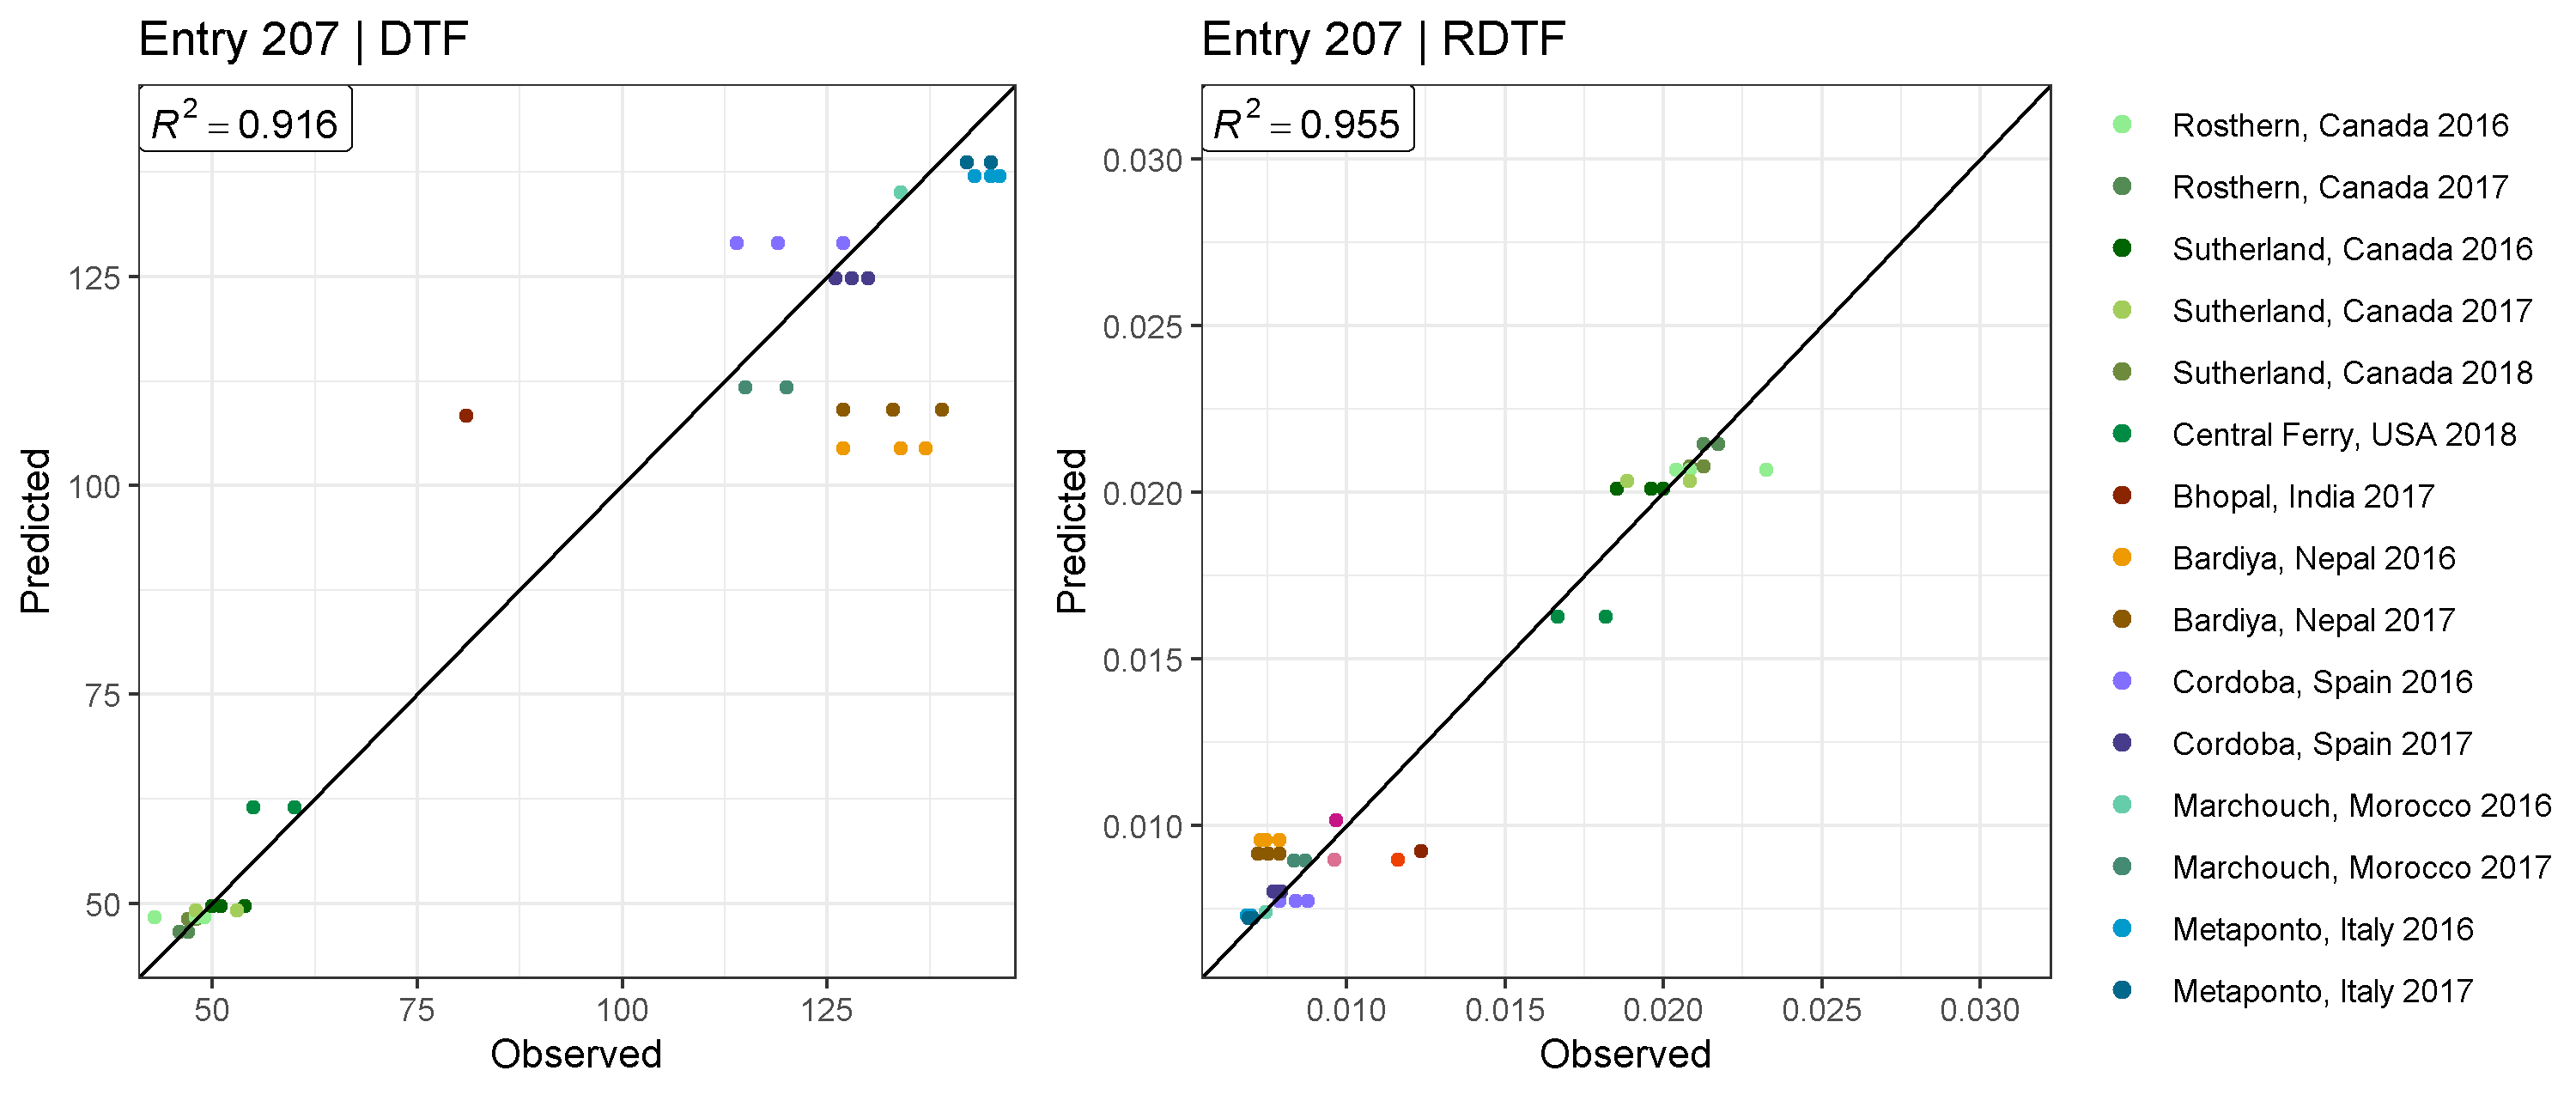 Entry 207 | DTF
R² = 0.916
125
100
75
50
50
75
100
125
Observed
Predicted
Entry 207 | RDTF
R² = 0.955
0.030
0.025
0.020
0.015
0.010
0.010
0.015
0.020
0.025
0.030
Observed
Predicted
Rosthern, Canada 2016
Rosthern, Canada 2017
Sutherland, Canada 2016
Sutherland, Canada 2017
Sutherland, Canada 2018
Central Ferry, USA 2018
Bhopal, India 2017
Bardiya, Nepal 2016
Bardiya, Nepal 2017
Cordoba, Spain 2016
Cordoba, Spain 2017
Marchouch, Morocco 2016
Marchouch, Morocco 2017
Metaponto, Italy 2016
Metaponto, Italy 2017